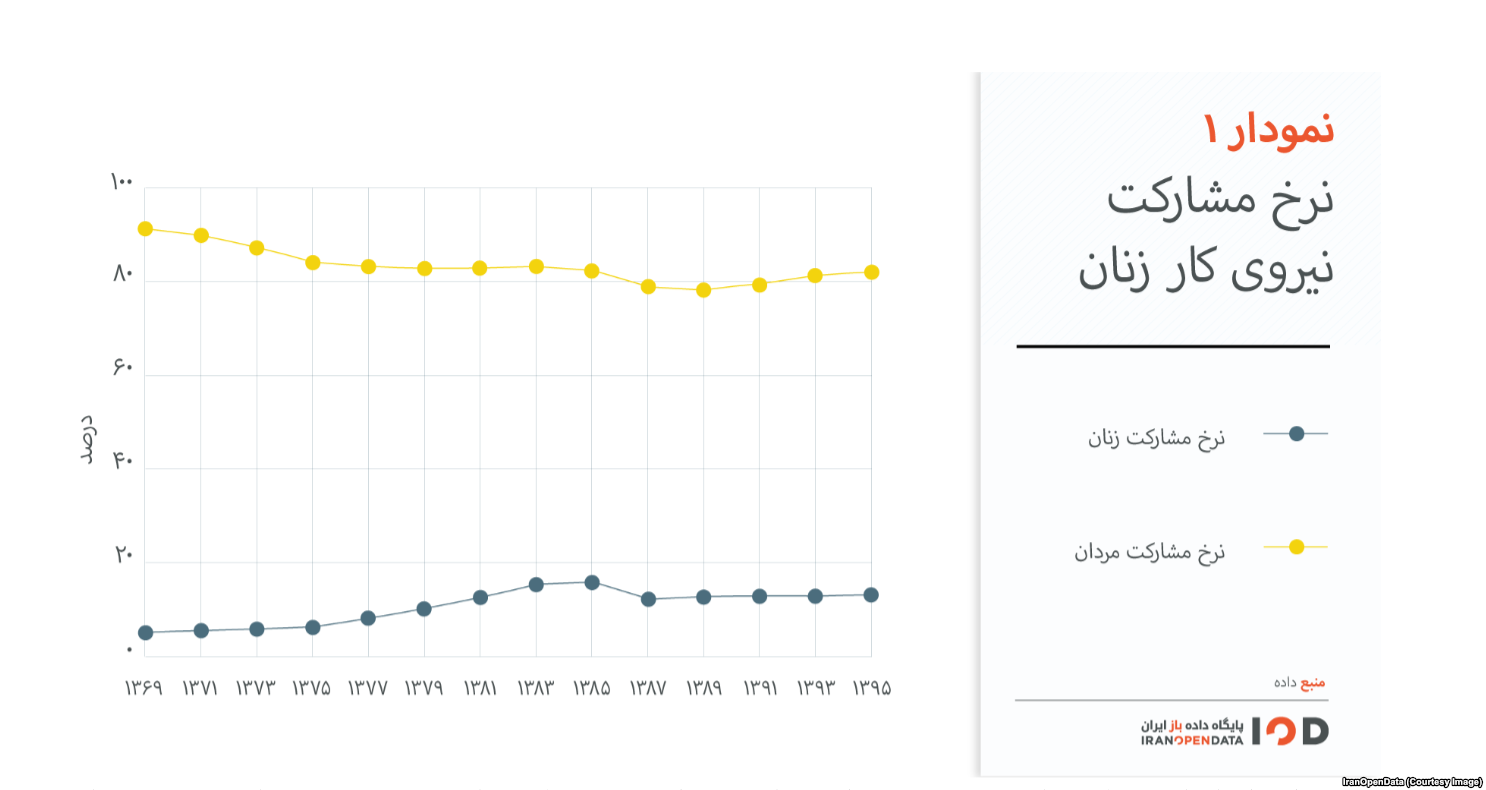 نمودار ۱
نرخ مشارکت
نیروی کار زنان
نرخ مشارکت زنان
نرخ مشارکت مردان
منبع داده
پایگاه داده باز ایران
IRANOPENDATA
IOD
درصد
۱۰۰
۸۰
۶۰
۴۰
۲۰
۰
۱۳۶۹ ۱۳۷۱ ۱۳۷۳ ۱۳۷۵ ۱۳۷۷ ۱۳۷۹ ۱۳۸۱ ۱۳۸۳ ۱۳۸۵ ۱۳۸۷ ۱۳۸۹ ۱۳۹۱ ۱۳۹۳ ۱۳۹۵
IranOpenData (Courtesy Image)